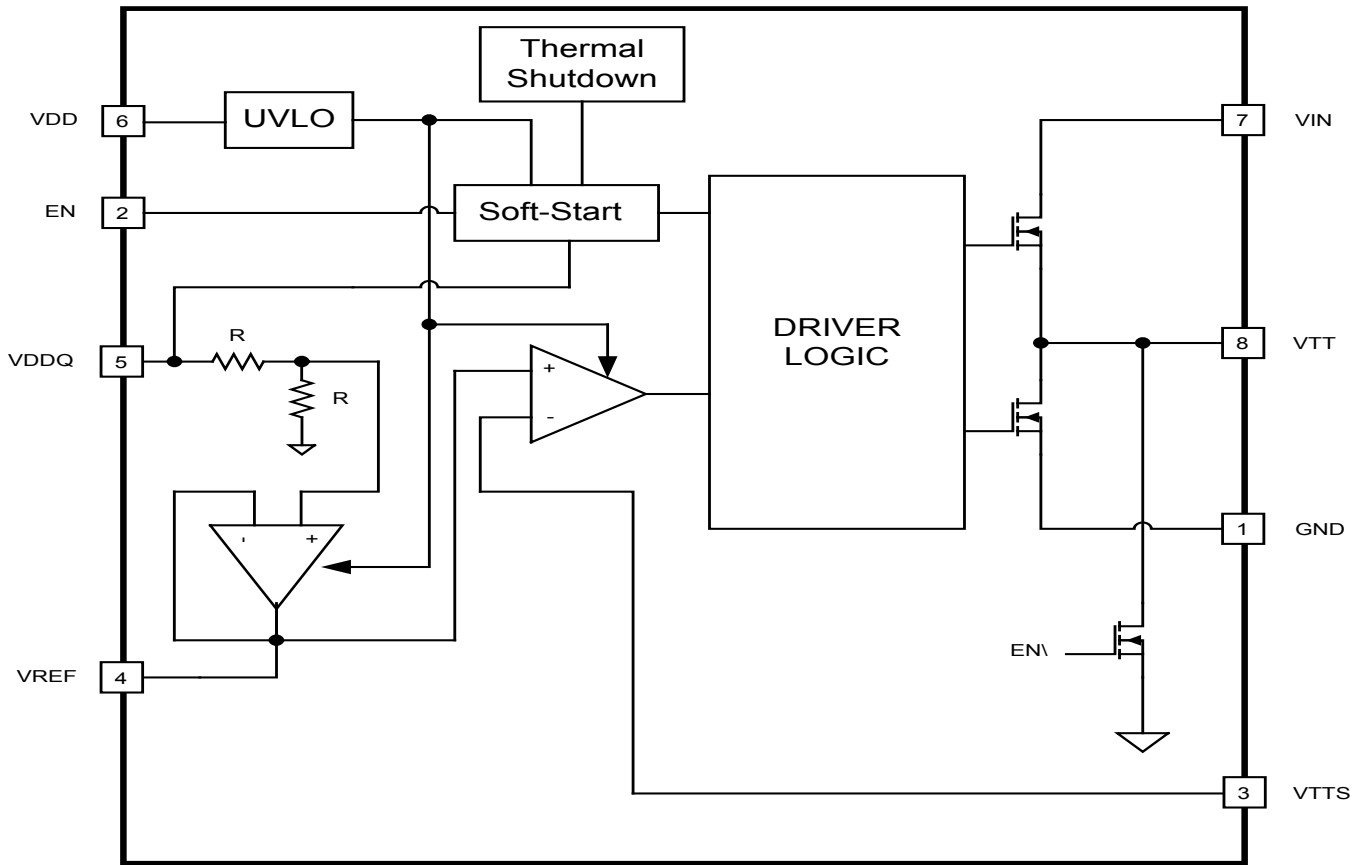 Thermal
Shutdown
VDD
6
UVLO
7
VIN
EN
2
Soft-Start
VDDQ
5
R
R
DRIVER
LOGIC
8
VTT
+
-
-
+
1
GND
EN\
VREF
4
3
VTTS